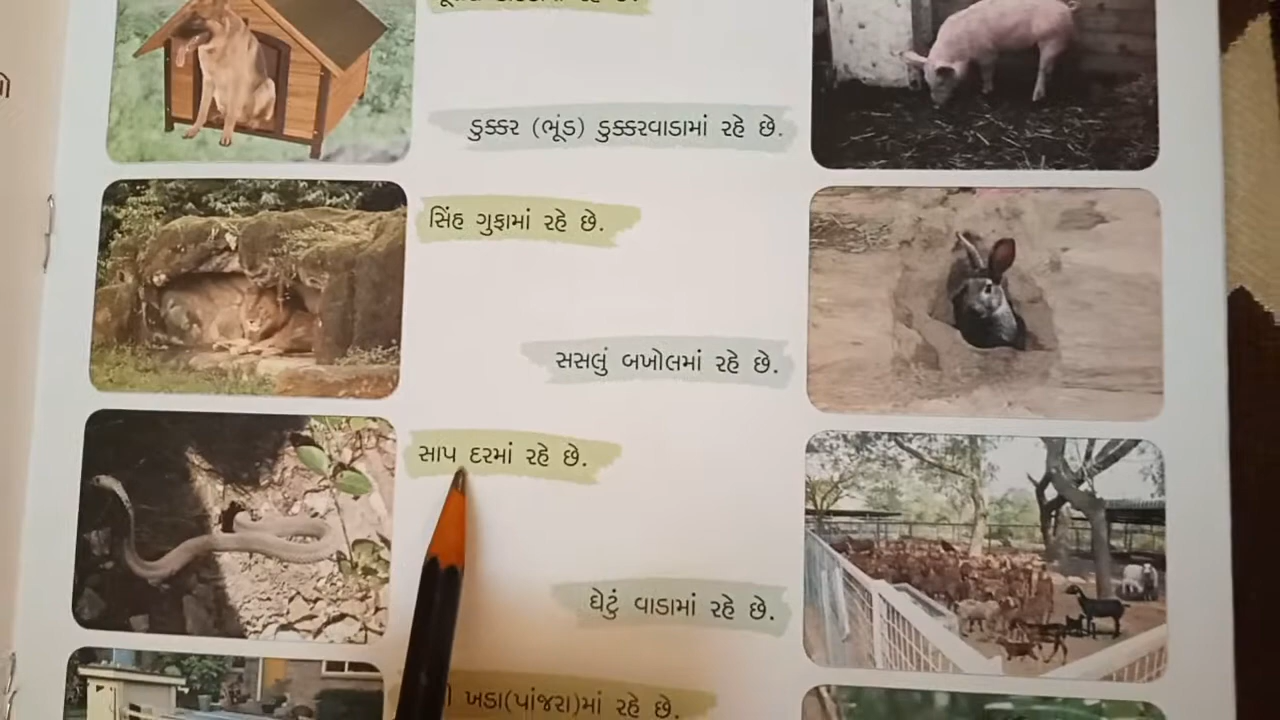 ડુક્કર (ભૂંડ) ડુક્કરવાડામાં રહે છે.
સિંહ ગુફામાં રહે છે.
સસલું બખોલમાં રહે છે.
સાપ દરમાં રહે છે.
ઘેટું વાડામાં રહે છે.
ખડા(પાંજરા)માં રહે છે.